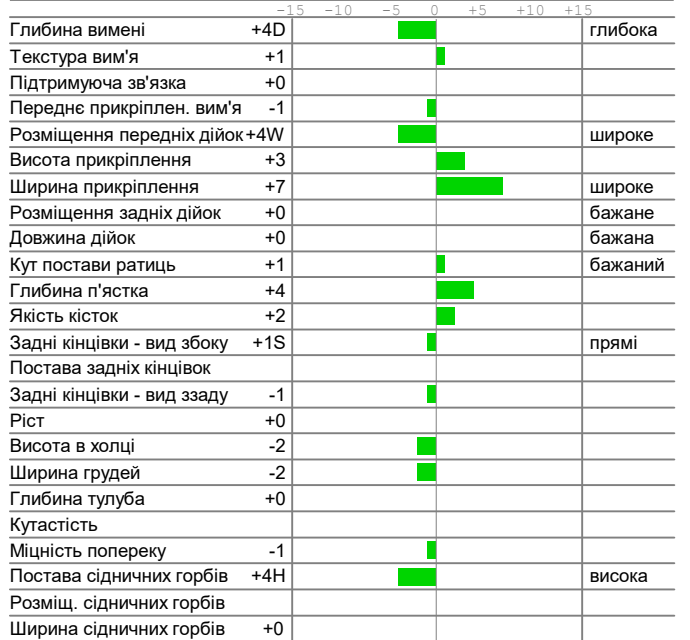 -15 -10 -5 0 +5 +10 +15
Глибина вимені +4D глибока
Текстура вим'я +1
Підтримуюча зв'язка +0
Переднє прикріплен. вим'я -1
Розміщення передніх дійок +4W широке
Висота прикріплення +3
Ширина прикріплення +7 широке
Розміщення задніх дійок +0 бажане
Довжина дійок +0 бажана
Кут постави ратиць +1 бажаний
Глибина п'ястка +4
Якість кісток +2
Задні кінцівки - вид збоку +1S прямі
Постава задніх кінцівок
Задні кінцівки - вид ззаду -1
Ріст +0
Висота в холці -2
Ширина грудей -2
Глибина тулуба +0
Кутастість
Міцність попереку -1
Постава сідничних горбів +4H висока
Розміщ. сідничних горбів
Ширина сідничних горбів +0